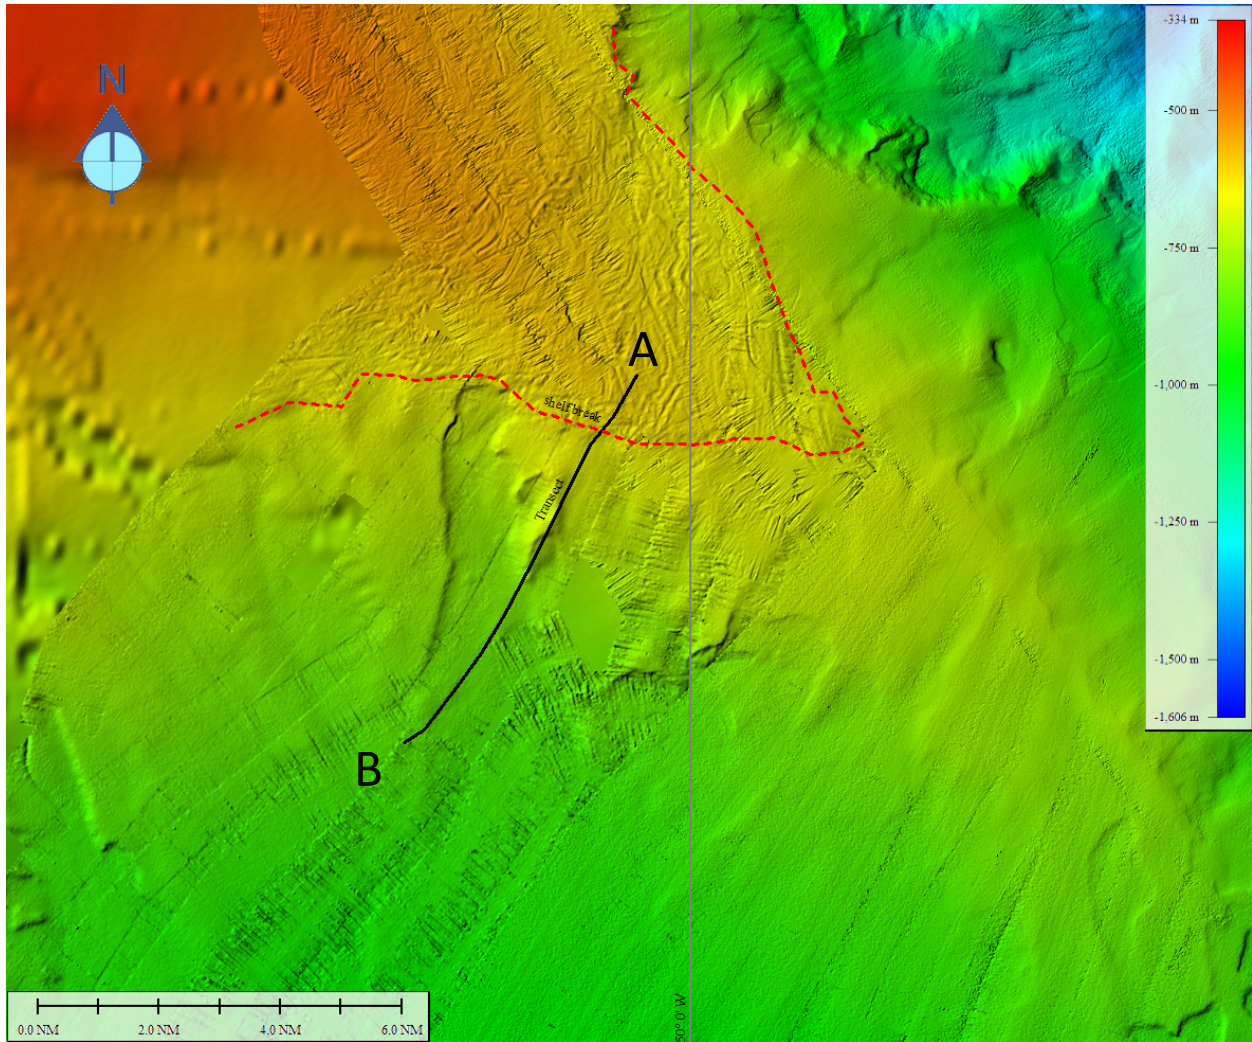 N
-334 m
-500 m
-750 m
-1,000 m
-1,250 m
-1,500 m
-1,606 m
A
shelf break
Transect
B
0.0 NM 2.0 NM 4.0 NM 6.0 NM
50° 0' W